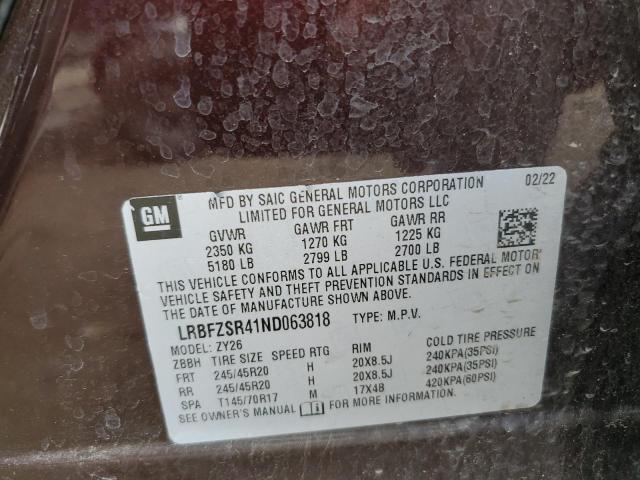 GM
MFD BY SAIC GENERAL MOTORS CORPORATION 02/22
LIMITED FOR GENERAL MOTORS LLC
GVWR GAWR FRT GAWR RR
2350 KG 1270 KG 1225 KG
5180 LB 2799 LB 2700 LB
THIS VEHICLE CONFORMS TO ALL APPLICABLE U.S. FEDERAL MOTOR
VEHICLE SAFETY AND THEFT PREVENTION STANDARDS IN EFFECT ON
THE DATE OF MANUFACTURE SHOWN ABOVE.
LRBFZSR41ND063818 TYPE: M.P.V.
MODEL: ZY26
ZBBH TIRE SIZE SPEED RTG RIM COLD TIRE PRESSURE
FRT 245/45R20 H 20X8.5J 240KPA(35PSI)
RR 245/45R20 H 20X8.5J 240KPA(35PSI)
SPA T145/70R17 M 17X4B 420KPA(60PSI)
SEE OWNER'S MANUAL FOR MORE INFORMATION.